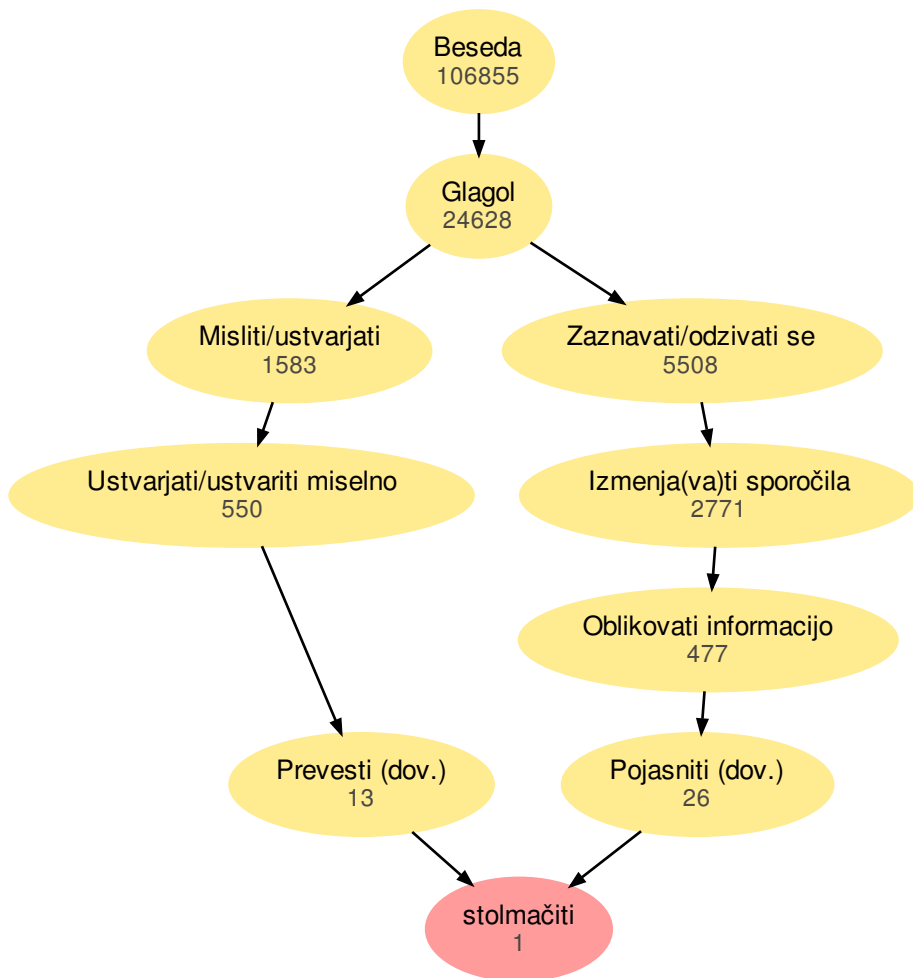 Beseda
106855
Glagol
24628
Misliti/ustvarjati
1583
Zaznavati/odzivati se
5508
Ustvarjati/ustvariti miselno
550
Izmenja(va)ti sporočila
2771
Oblikovati informacijo
477
Prevesti (dov.)
13
Pojasniti (dov.)
26
stolmačiti
1